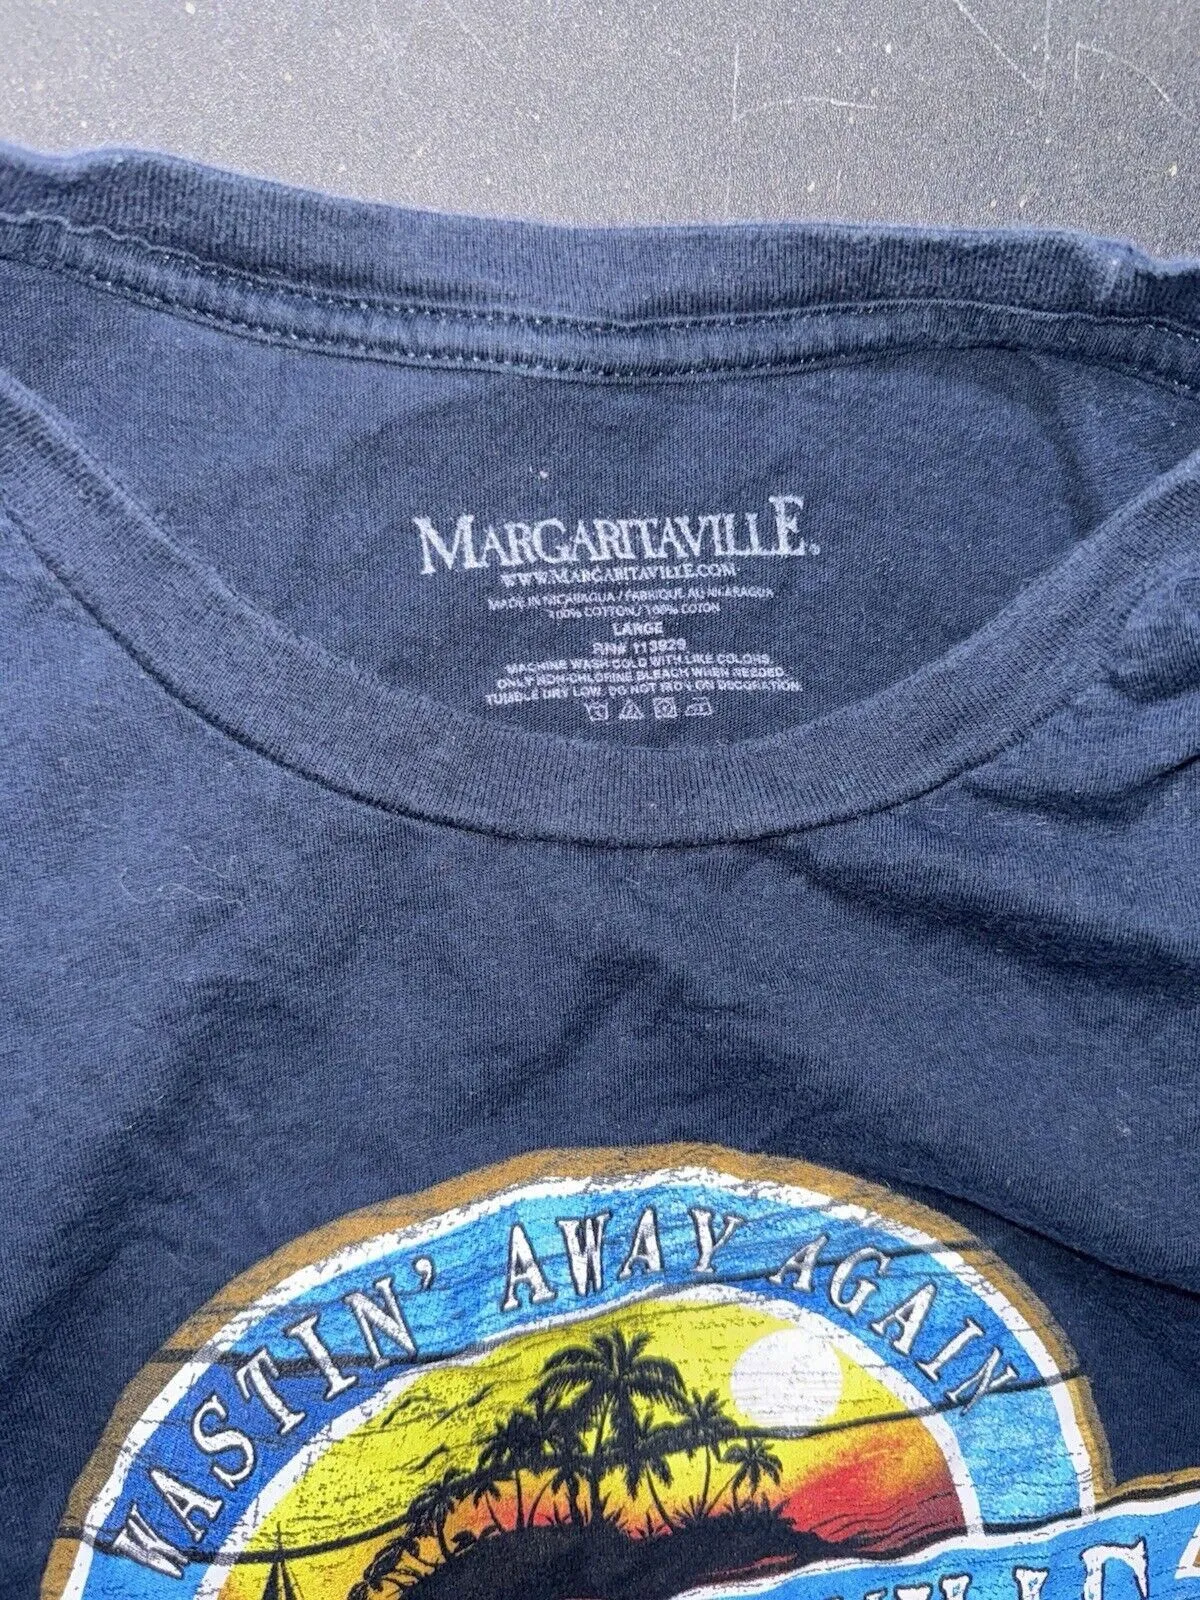 MARGARITAVILLE.
WWW.MARGARITAVILLE.COM
MADE IN NICARAGUA / FABRIQUE AU NICARAGUA
100% COTTON / 100% COTON
LARGE
RN# 113929
MACHINE WASH COLD WITH LIKE COLORS
ONLY NON-CHLORINE BLEACH WHEN NEEDED
TUMBLE DRY LOW. DO NOT IRON ON DECORATION.
WASTIN' AWAY AGAIN